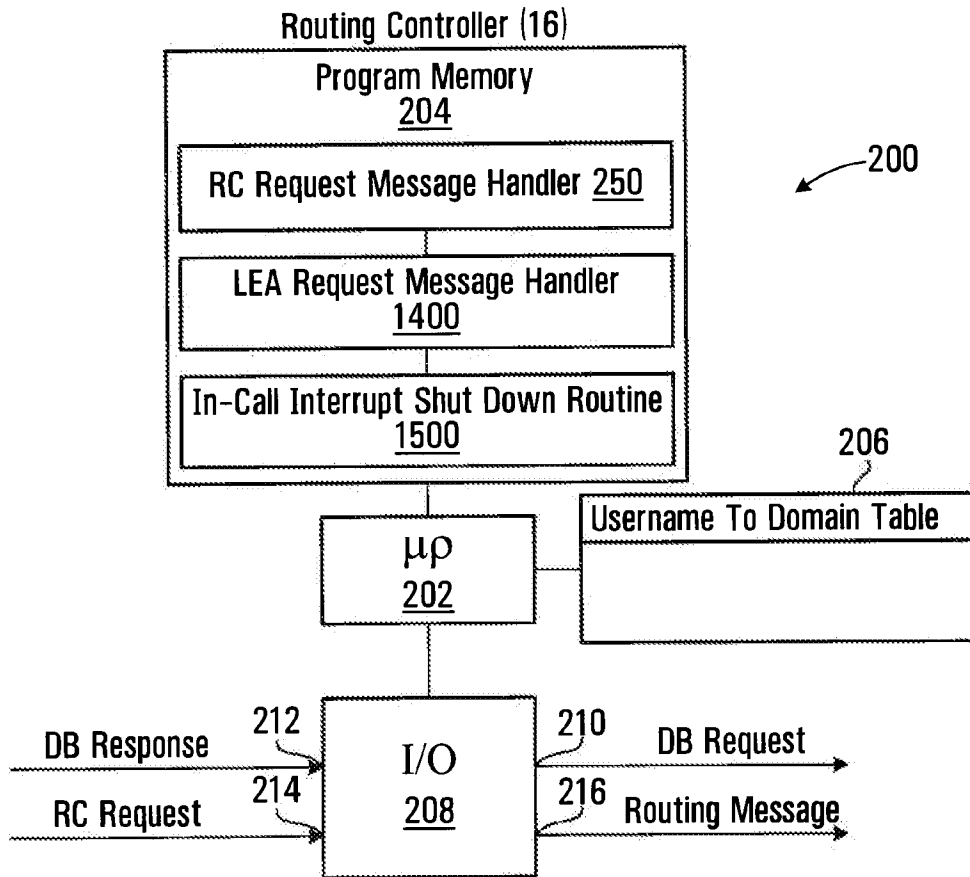 Routing Controller (16)
Program Memory
204
RC Request Message Handler 250
200
LEA Request Message Handler
1400
In-Call Interrupt Shut Down Routine
1500
206
Username To Domain Table
μρ
202
212
210
DB Response
I/O
DB Request
214
208
216
RC Request
Routing Message